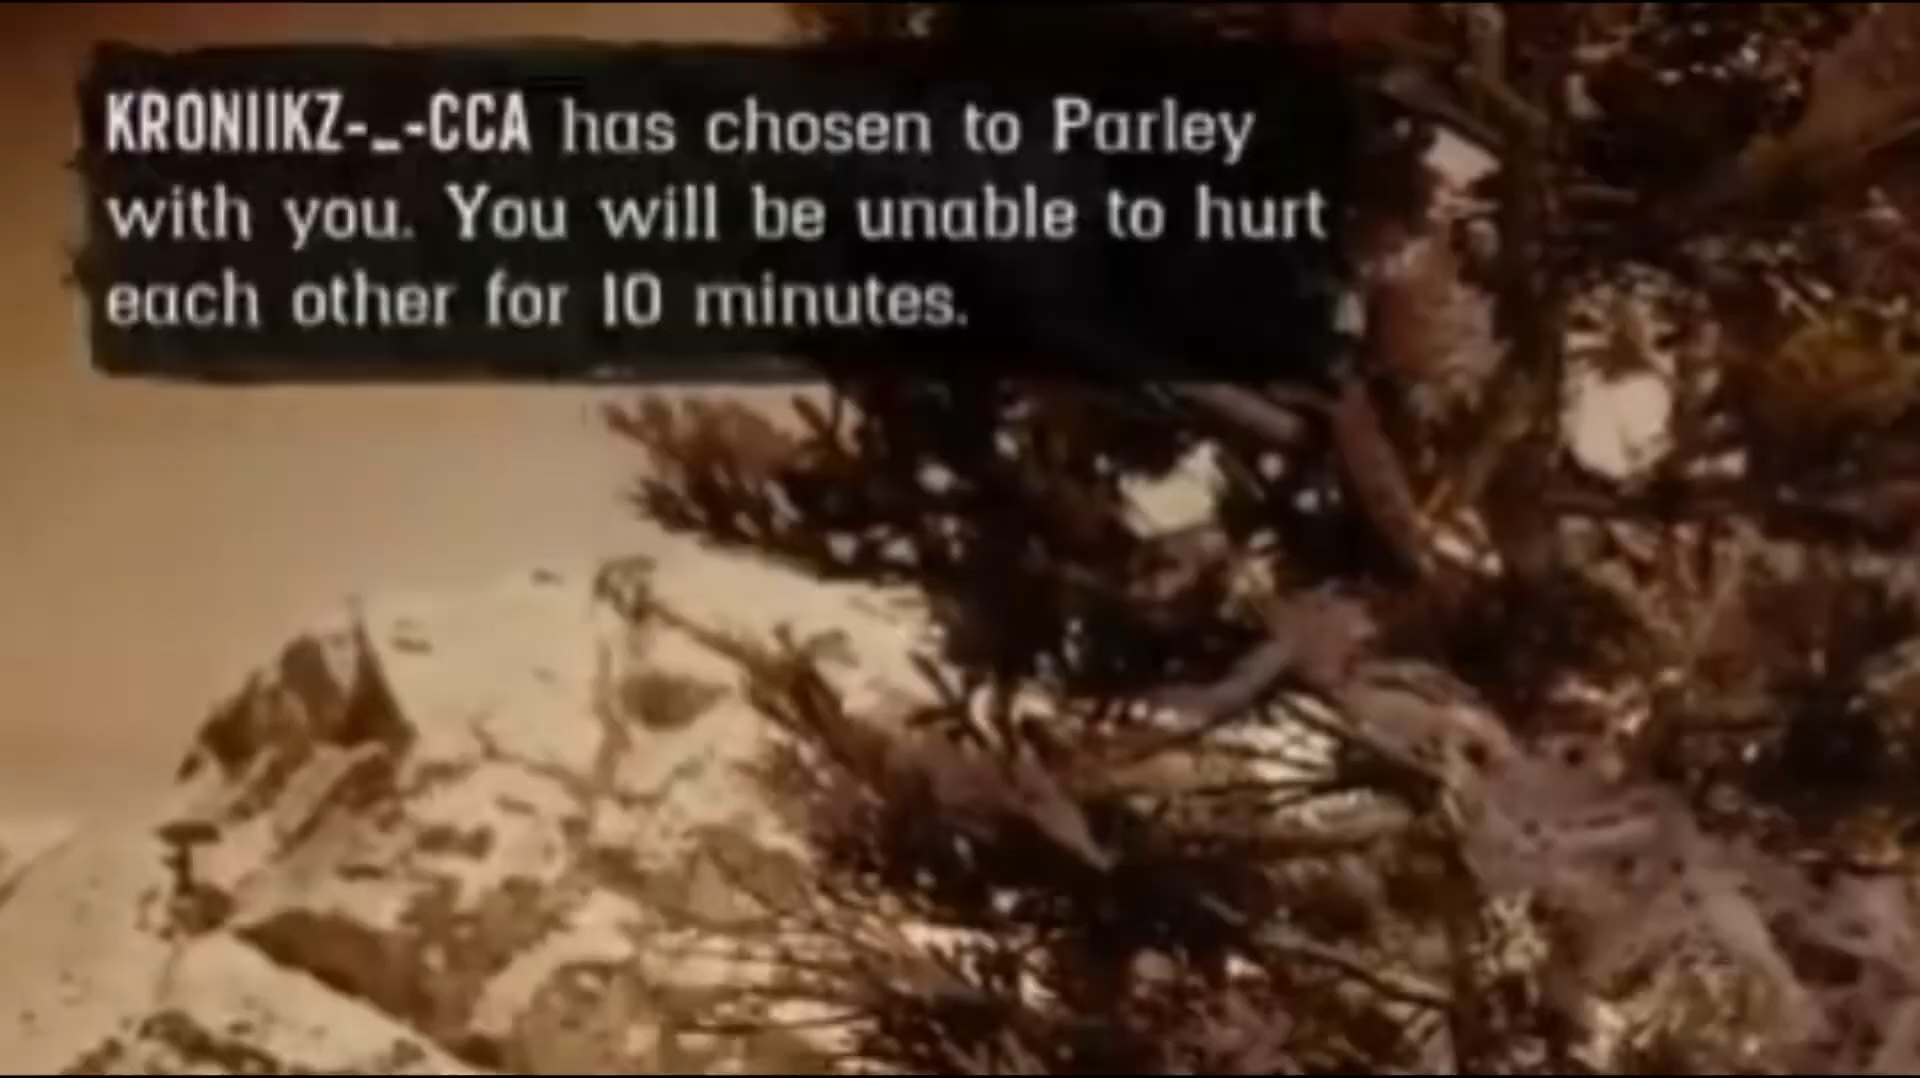 KRONIIKZ-_-CCA has chosen to Parley
with you. You will be unable to hurt
each other for 10 minutes.